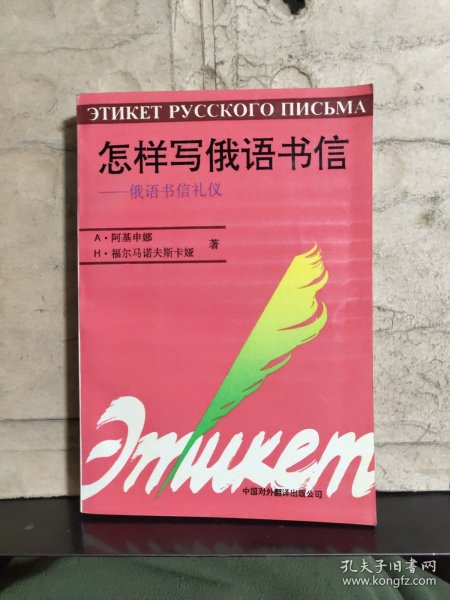 ЭТИКЕТ РУССКОГО ПИСЬМА
怎样写俄语书信
——俄语书信礼仪
А·阿基申娜
Н·福尔马诺夫斯卡娅
著
Этикет
中国对外翻译出版公司
孔夫子旧书网
www.kongfz.com